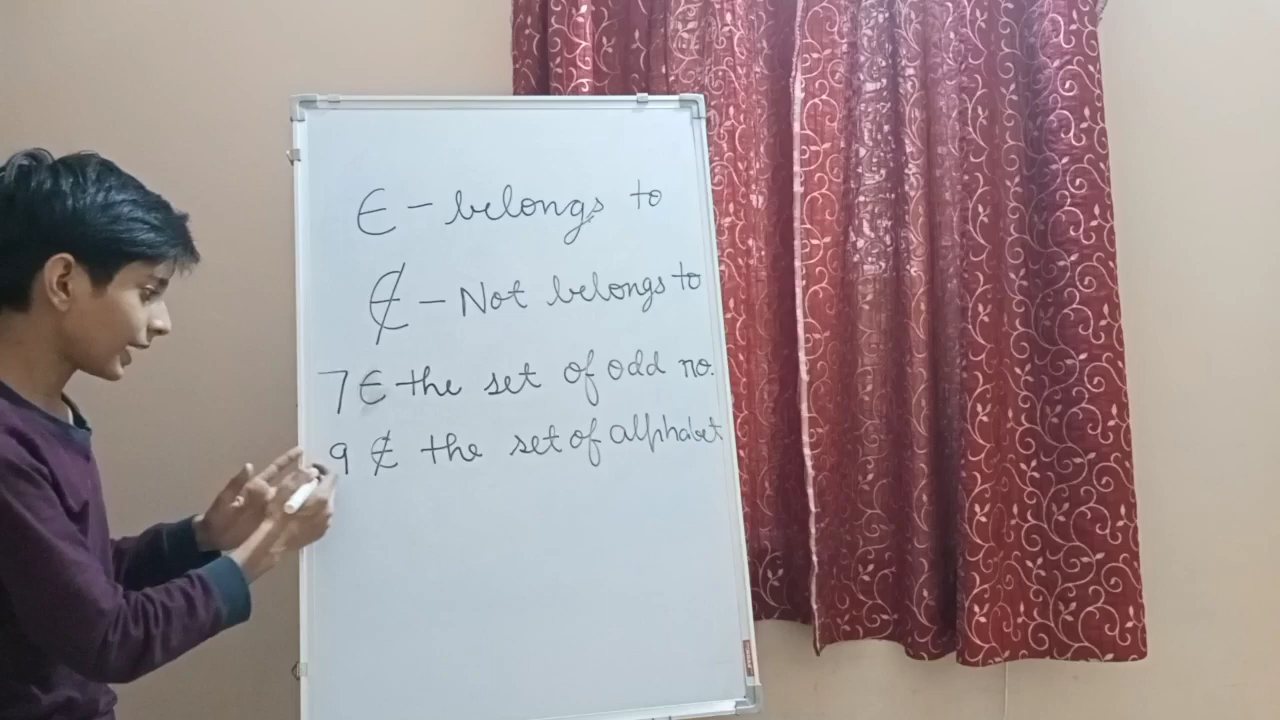 ∈ - belongs to
∉ - Not belongs to
7 ∈ the set of odd no.
9 ∉ the set of alphabet